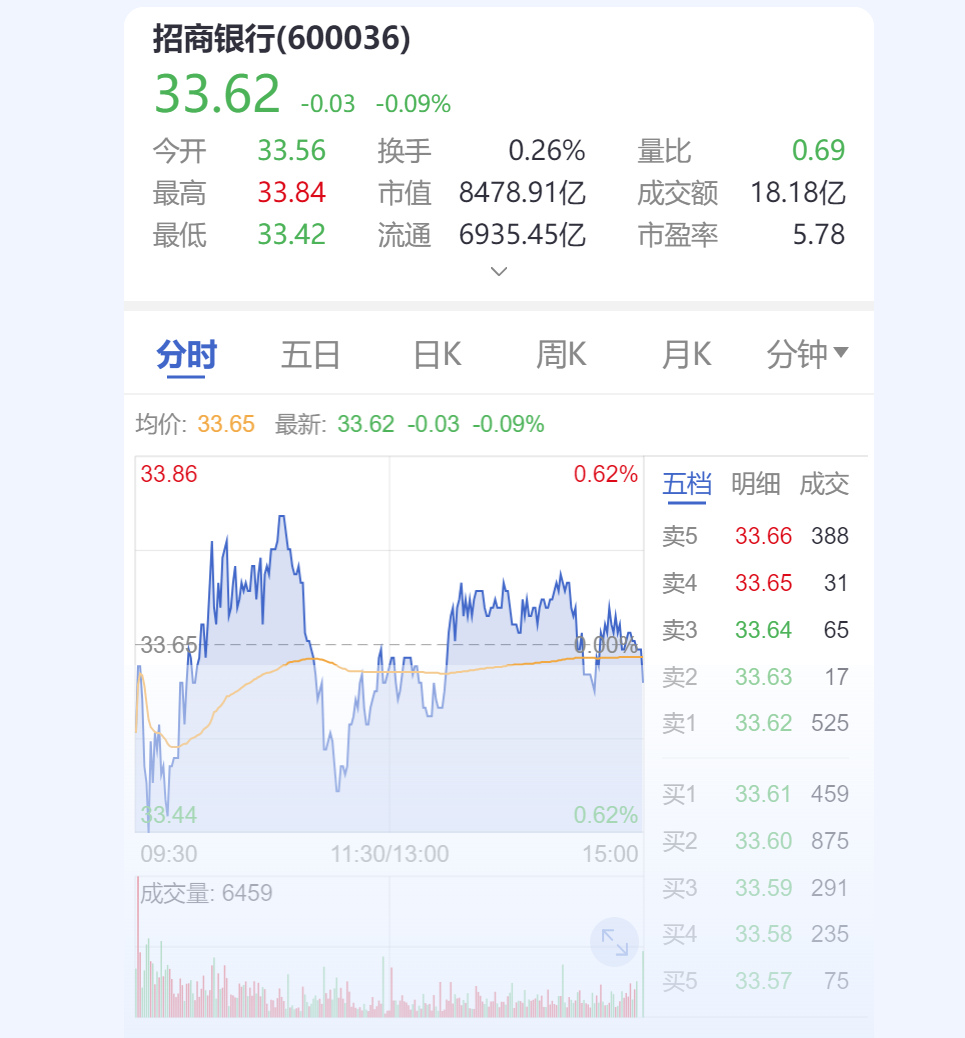 招商银行(600036)
33.62 -0.03 -0.09%
今开 33.56 换手 0.26% 量比 0.69
最高 33.84 市值 8478.91亿 成交额 18.18亿
最低 33.42 流通 6935.45亿 市盈率 5.78
分时 五日 日K 周K 月K 分钟
均价: 33.65 最新: 33.62 -0.03 -0.09%
33.86 0.62%
33.65 0.00%
33.44 0.62%
09:30 11:30/13:00 15:00
成交量: 6459
五档 明细 成交
卖5 33.66 388
卖4 33.65 31
卖3 33.64 65
卖2 33.63 17
卖1 33.62 525
买1 33.61 459
买2 33.60 875
买3 33.59 291
买4 33.58 235
买5 33.57 75